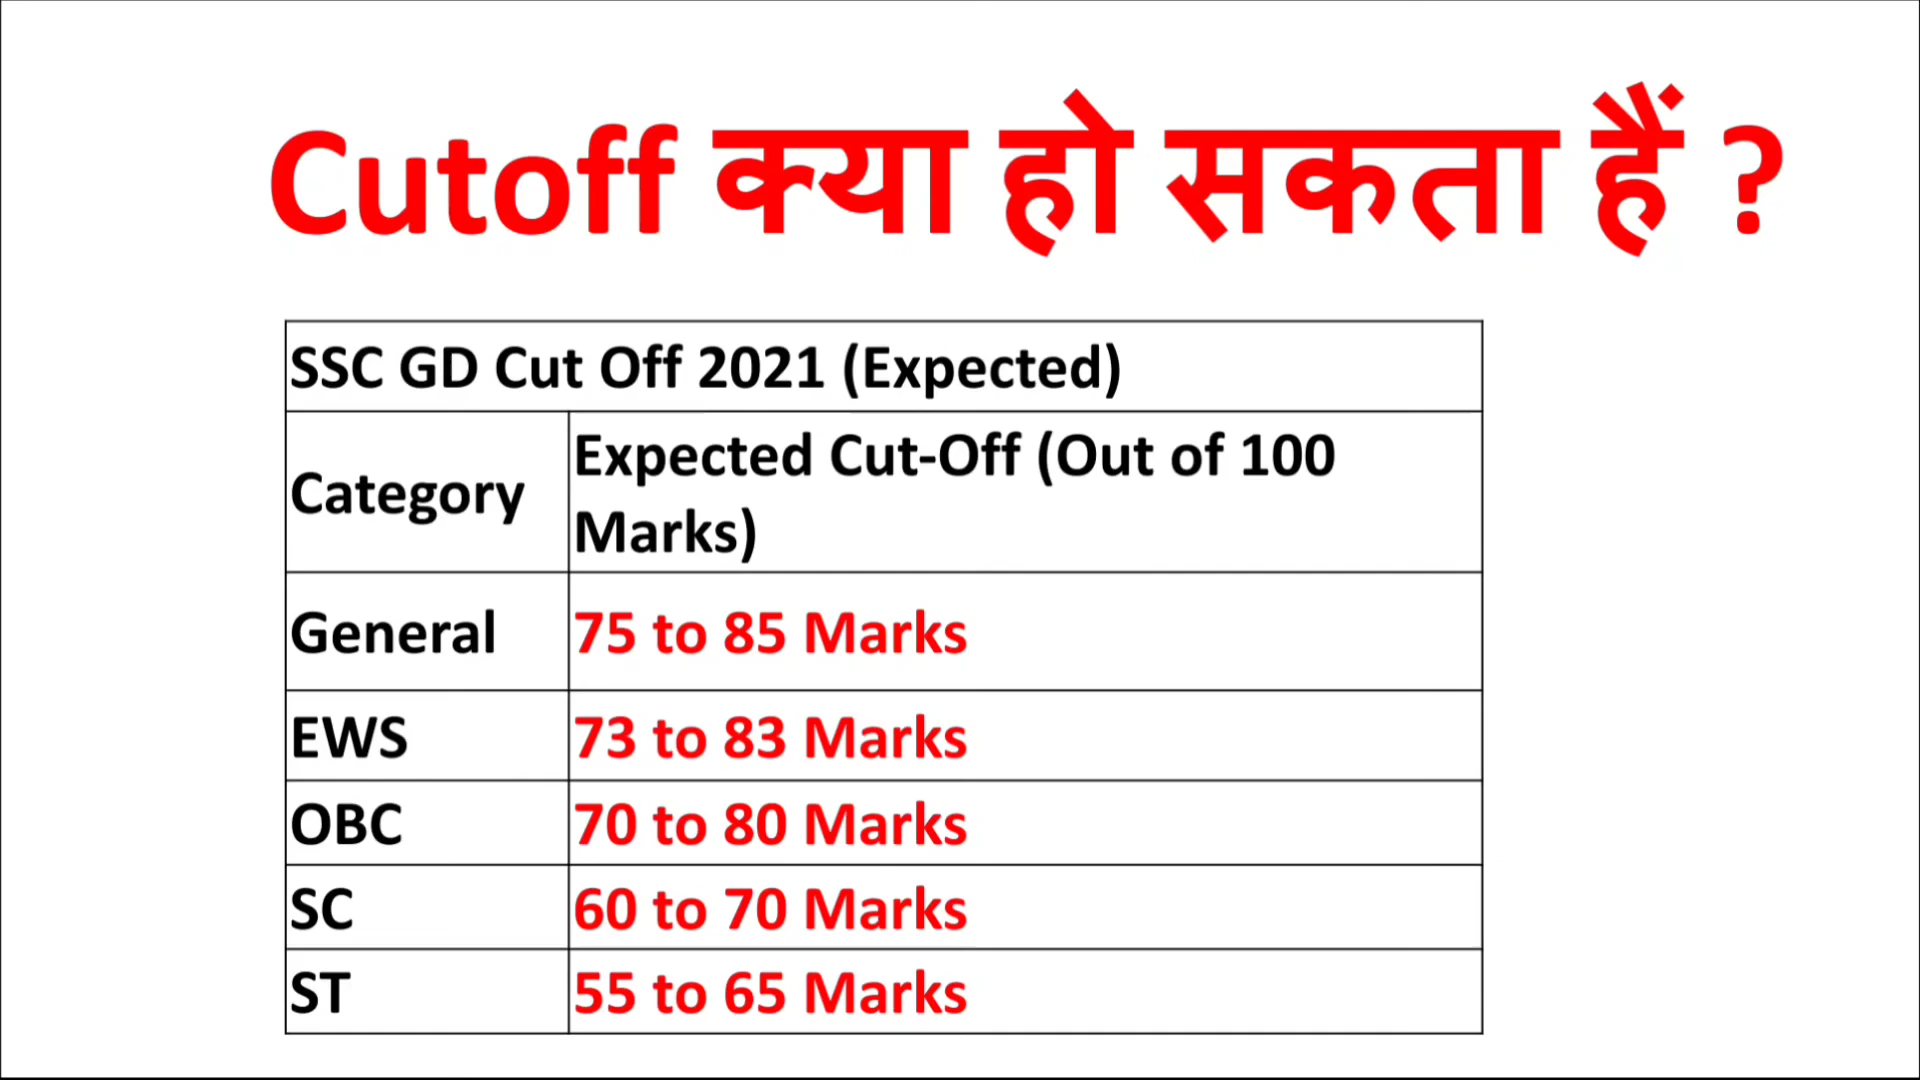 Cutoff क्या हो सकता हैं ?
SSC GD Cut Off 2021 (Expected)
Category
Expected Cut-Off (Out of 100
Marks)
General
75 to 85 Marks
EWS
73 to 83 Marks
OBC
70 to 80 Marks
SC
60 to 70 Marks
ST
55 to 65 Marks